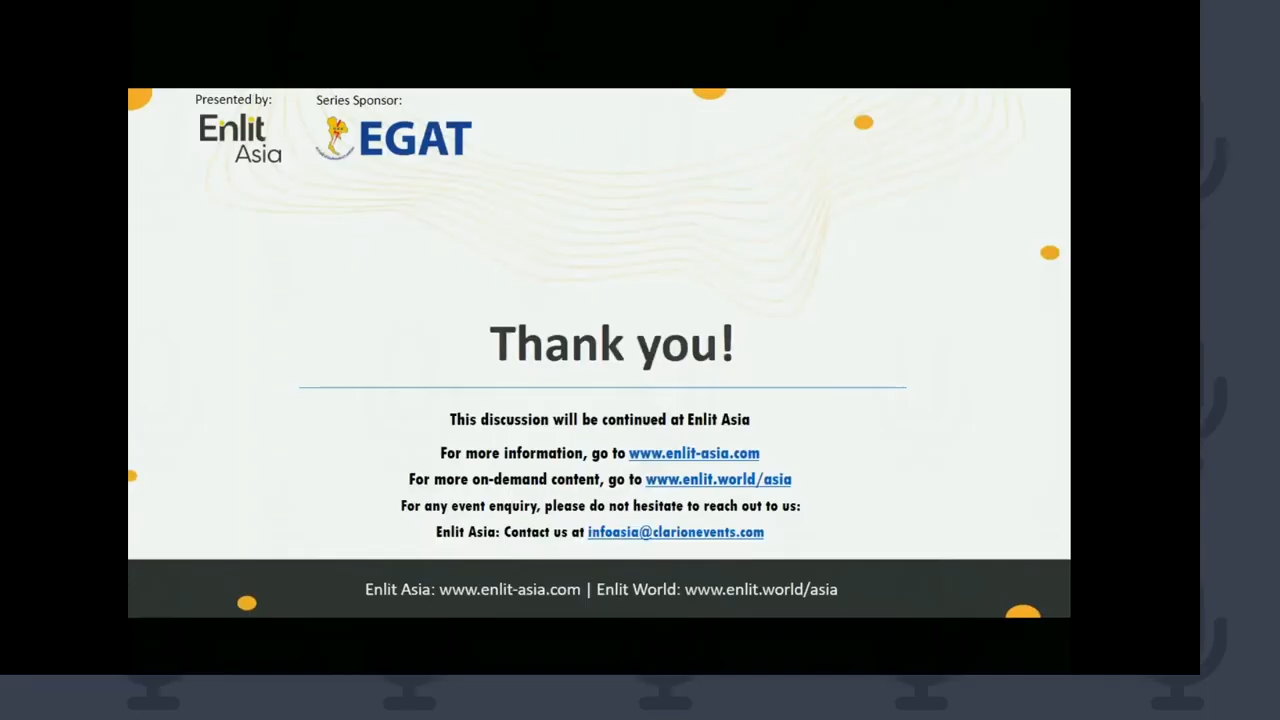 Presented by:
Series Sponsor:
Enlit
Asia
EGAT
Thank you!
This discussion will be continued at Enlit Asia
For more information, go to www.enlit-asia.com
For more on-demand content, go to www.enlit.world/asia
For any event enquiry, please do not hesitate to reach out to us:
Enlit Asia: Contact us at infoasia@clarionevents.com
Enlit Asia: www.enlit-asia.com | Enlit World: www.enlit.world/asia